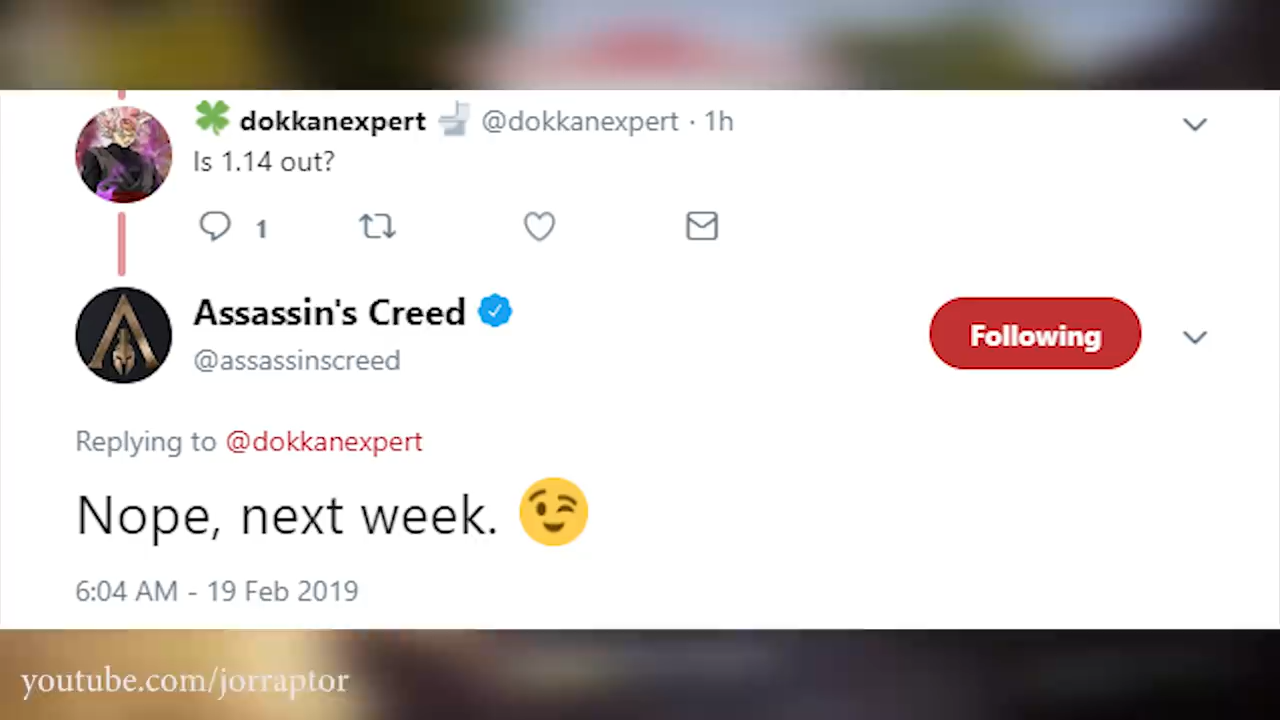 🍀 dokkanexpert 🚽 @dokkanexpert · 1h
Is 1.14 out?
1
Assassin's Creed
@assassinscreed
Following
Replying to @dokkanexpert
Nope, next week. 😉
6:04 AM - 19 Feb 2019
youtube.com/jorraptor